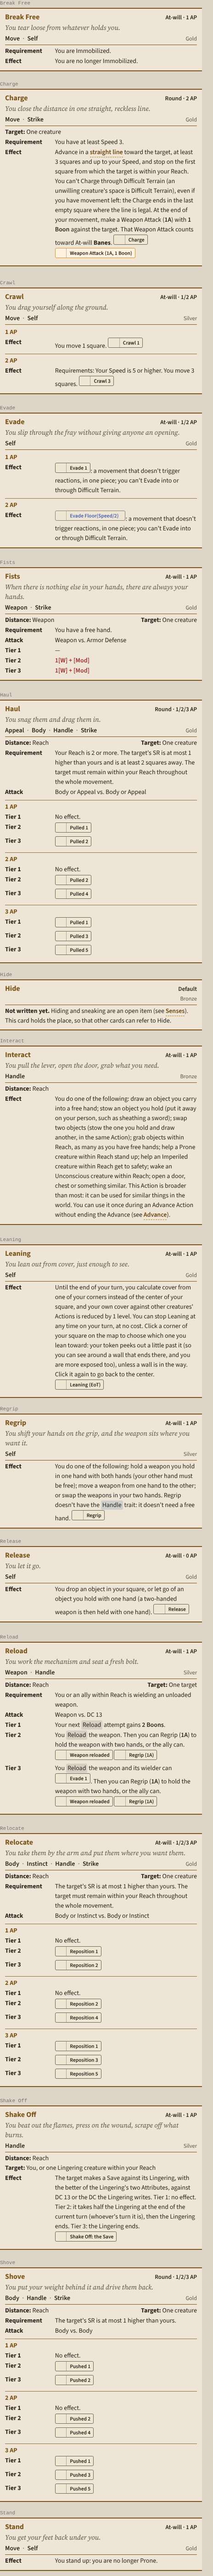 Break Free
Break Free At-will · 1 AP
You tear loose from whatever holds you.
Move · Self Gold
Requirement You are Immobilized.
Effect You are no longer Immobilized.
Charge
Charge Round · 2 AP
You close the distance in one straight, reckless line.
Move · Strike Gold
Target: One creature
Requirement You have at least Speed 3.
Effect Advance in a straight line toward the target, at least
3 squares and up to your Speed, and stop on the first
square from which the target is within your Reach.
You can't Charge through Difficult Terrain (an
unwilling creature's space is Difficult Terrain), even if
you have movement left: the Charge ends on the last
empty square where the line is legal. At the end of
your movement, make a Weapon Attack (1A) with 1
Boon against the target. That Weapon Attack counts
toward At-will Banes. Charge
Weapon Attack (1A, 1 Boon)
Crawl
Crawl At-will · 1/2 AP
You drag yourself along the ground.
Move · Self Silver
1 AP
Effect You move 1 square. Crawl 1
2 AP
Effect Requirements: Your Speed is 5 or higher. You move 3
squares. Crawl 3
Evade
Evade At-will · 1/2 AP
You slip through the fray without giving anyone an opening.
Self Gold
1 AP
Effect Evade 1 : a movement that doesn't trigger
reactions, in one piece; you can't Evade into or
through Difficult Terrain.
2 AP
Effect Evade Floor(Speed/2) : a movement that doesn't
trigger reactions, in one piece; you can't Evade into
or through Difficult Terrain.
Fists
Fists At-will · 1 AP
When there is nothing else in your hands, there are always your
hands.
Weapon · Strike Gold
Distance: Weapon Target: One creature
Requirement You have a free hand.
Attack Weapon vs. Armor Defense
Tier 1 —
Tier 2 1[W] + [Mod]
Tier 3 1[W] + [Mod]
Haul
Haul Round · 1/2/3 AP
You snag them and drag them in.
Appeal · Body · Handle · Strike Gold
Distance: Reach Target: One creature
Requirement Your Reach is 2 or more. The target's SR is at most 1
higher than yours and is at least 2 squares away. The
target must remain within your Reach throughout
the whole movement.
Attack Body or Appeal vs. Body or Appeal
1 AP
Tier 1 No effect.
Tier 2 Pulled 1
Tier 3 Pulled 2
2 AP
Tier 1 No effect.
Tier 2 Pulled 2
Tier 3 Pulled 4
3 AP
Tier 1 Pulled 1
Tier 2 Pulled 3
Tier 3 Pulled 5
Hide
Hide Default
Bronze
Not written yet. Hiding and sneaking are an open item (see Senses).
This card holds the place, so that other cards can refer to Hide.
Interact
Interact At-will · 1 AP
You pull the lever, open the door, grab what you need.
Handle Bronze
Distance: Reach
Effect You do one of the following: draw an object you carry
into a free hand; stow an object you hold (put it away
on your person, such as sheathing a sword); swap
two objects (stow the one you hold and draw
another, in the same Action); grab objects within
Reach, as many as you have free hands; help a Prone
creature within Reach get to stand; help an Imperiled
creature within Reach get to safety; wake an
Unconscious creature within Reach; open a door,
chest or something similar. This Action is broader
than most: it can be used for similar things in the
world. You can use it once during an Advance Action
without ending the Advance (see Advance).
Leaning
Leaning At-will · 1 AP
You lean out from cover, just enough to see.
Self Gold
Effect Until the end of your turn, you calculate cover from
one of your corners instead of the center of your
square, and your own cover against other creatures'
Actions is reduced by 1 level. You can stop Leaning at
any time on your turn, at no cost. Click a corner of
your square on the map to choose which one you
lean toward: your token peeks out a little past it (so
you can see around a wall that ends there, and you
are more exposed too), unless a wall is in the way.
Click it again to go back to the center.
Leaning (EoT)
Regrip
Regrip At-will · 1 AP
You shift your hands on the grip, and the weapon sits where you
want it.
Self Silver
Effect You do one of the following: hold a weapon you hold
in one hand with both hands (your other hand must
be free); move a weapon from one hand to the other;
or swap the weapons in your two hands. Regrip
doesn't have the Handle trait: it doesn't need a free
hand. Regrip
Release
Release At-will · 0 AP
You let it go.
Self Gold
Effect You drop an object in your square, or let go of an
object you hold with one hand (a two-handed
weapon is then held with one hand). Release
Reload
Reload At-will · 1 AP
You work the mechanism and seat a fresh bolt.
Weapon · Handle Silver
Distance: Reach Target: One target
Requirement You or an ally within Reach is wielding an unloaded
weapon.
Attack Weapon vs. DC 13
Tier 1 Your next Reload attempt gains 2 Boons.
Tier 2 You Reload the weapon. Then you can Regrip (1A) to
hold the weapon with two hands, or the ally can.
Weapon reloaded Regrip (1A)
Tier 3 You Reload the weapon and its wielder can
Evade 1 . Then you can Regrip (1A) to hold the
weapon with two hands, or the ally can.
Weapon reloaded Regrip (1A)
Relocate
Relocate At-will · 1/2/3 AP
You take them by the arm and put them where you want them.
Body · Instinct · Handle · Strike Gold
Distance: Reach Target: One creature
Requirement The target's SR is at most 1 higher than yours. The
target must remain within your Reach throughout
the whole movement.
Attack Body or Instinct vs. Body or Instinct
1 AP
Tier 1 No effect.
Tier 2 Reposition 1
Tier 3 Reposition 2
2 AP
Tier 1 No effect.
Tier 2 Reposition 2
Tier 3 Reposition 4
3 AP
Tier 1 Reposition 1
Tier 2 Reposition 3
Tier 3 Reposition 5
Shake Off
Shake Off At-will · 1 AP
You beat out the flames, press on the wound, scrape off what
burns.
Handle Silver
Distance: Reach
Target: You, or one Lingering creature within your Reach
Effect The target makes a Save against its Lingering, with
the better of the Lingering's two Attributes, against
DC 13 or the DC the Lingering writes. Tier 1: no effect.
Tier 2: it takes half the Lingering at the end of the
current turn (whoever's turn it is), then the Lingering
ends. Tier 3: the Lingering ends.
Shake Off: the Save
Shove
Shove Round · 1/2/3 AP
You put your weight behind it and drive them back.
Body · Handle · Strike Gold
Distance: Reach Target: One creature
Requirement The target's SR is at most 1 higher than yours.
Attack Body vs. Body
1 AP
Tier 1 No effect.
Tier 2 Pushed 1
Tier 3 Pushed 2
2 AP
Tier 1 No effect.
Tier 2 Pushed 2
Tier 3 Pushed 4
3 AP
Tier 1 Pushed 1
Tier 2 Pushed 3
Tier 3 Pushed 5
Stand
Stand At-will · 1 AP
You get your feet back under you.
Move · Self Gold
Effect You stand up: you are no longer Prone.